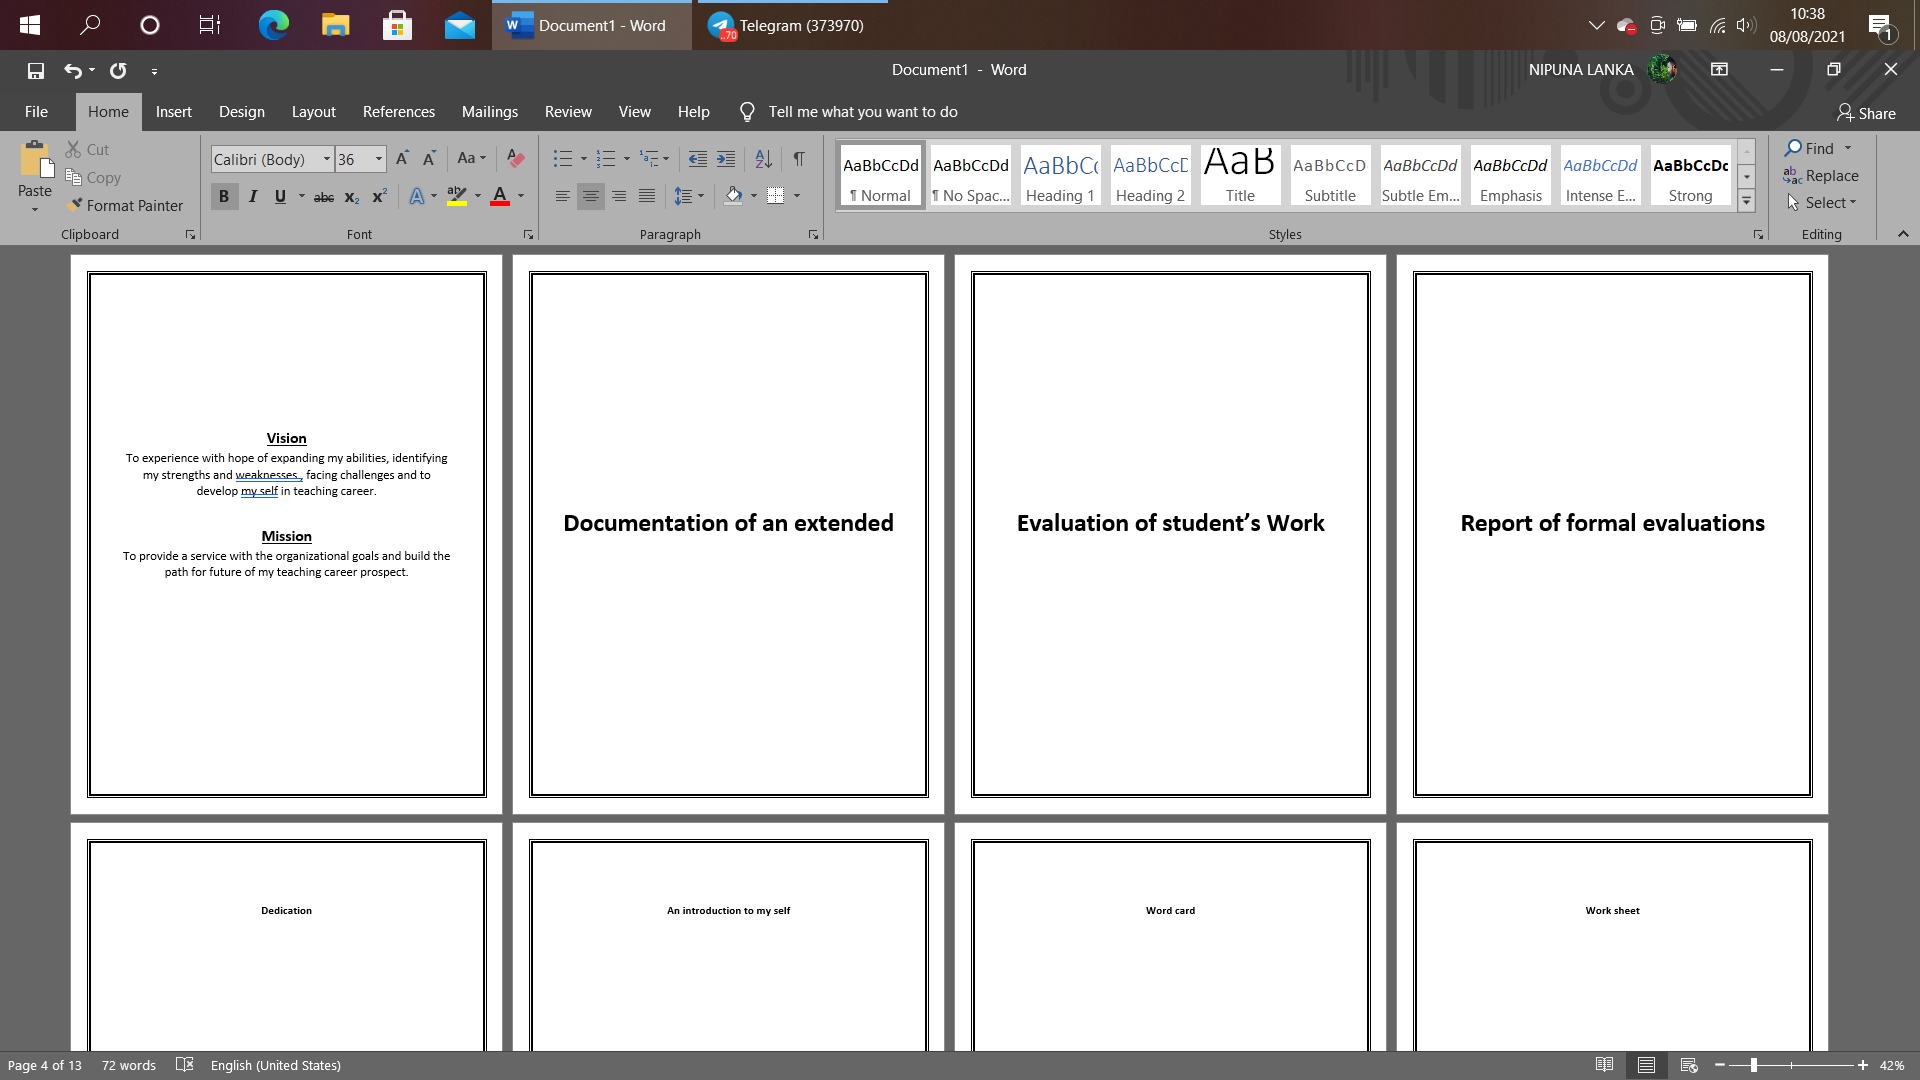 Document1 - Word
Telegram (373970)
..70
10:38
08/08/2021
1
Document1 - Word
NIPUNA LANKA
File Home Insert Design Layout References Mailings Review View Help Tell me what you want to do
Share
Paste
Cut
Copy
Format Painter
Clipboard
Calibri (Body) 36
Font
Paragraph
AaBbCcDd AaBbCcDd AaBbCc AaBbCcD AaB AaBbCcD AaBbCcDd AaBbCcDd AaBbCcDd AaBbCcDc
¶ Normal ¶ No Spac... Heading 1 Heading 2 Title Subtitle Subtle Em... Emphasis Intense E... Strong
Styles
Find
Replace
Select
Editing
Vision
To experience with hope of expanding my abilities, identifying
my strengths and weaknesses , facing challenges and to
develop my self in teaching career.
Mission
To provide a service with the organizational goals and build the
path for future of my teaching career prospect.
Documentation of an extended
Evaluation of student’s Work
Report of formal evaluations
Dedication
An introduction to my self
Word card
Work sheet
Page 4 of 13 72 words English (United States)
42%